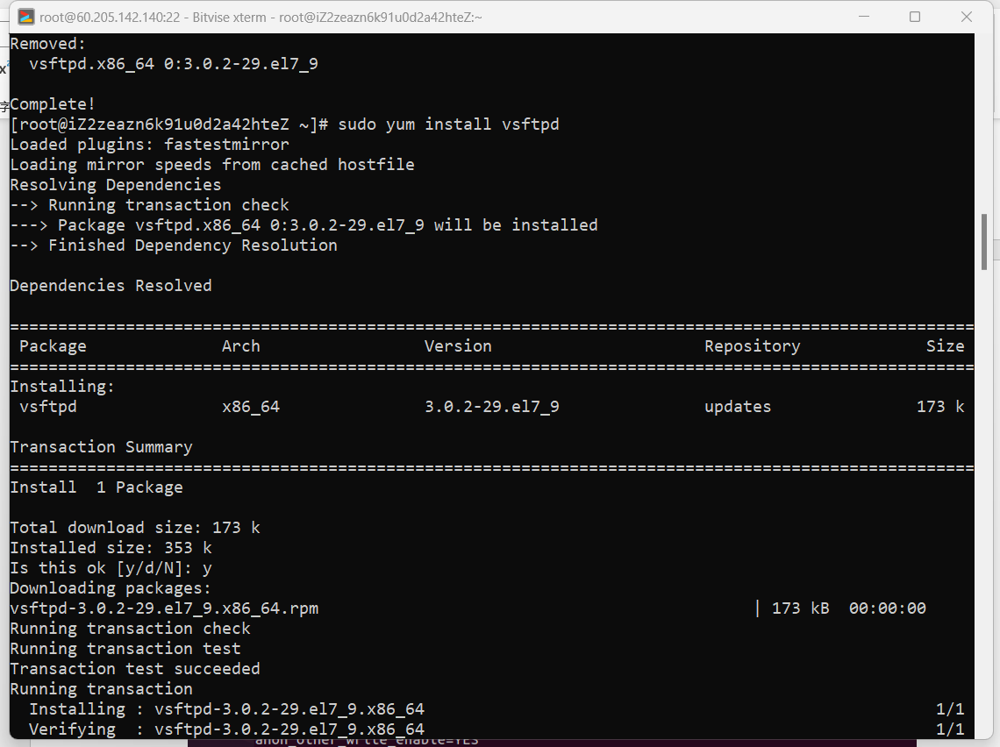 root@60.205.142.140:22 - Bitvise xterm - root@iZ2zeazn6k91u0d2a42hteZ:~
Removed:
  vsftpd.x86_64 0:3.0.2-29.el7_9
Complete!
[root@iZ2zeazn6k91u0d2a42hteZ ~]# sudo yum install vsftpd
Loaded plugins: fastestmirror
Loading mirror speeds from cached hostfile
Resolving Dependencies
--> Running transaction check
---> Package vsftpd.x86_64 0:3.0.2-29.el7_9 will be installed
--> Finished Dependency Resolution
Dependencies Resolved
====================================================================================================
 Package              Arch                 Version                      Repository             Size
====================================================================================================
Installing:
 vsftpd               x86_64               3.0.2-29.el7_9               updates               173 k
Transaction Summary
====================================================================================================
Install  1 Package
Total download size: 173 k
Installed size: 353 k
Is this ok [y/d/N]: y
Downloading packages:
vsftpd-3.0.2-29.el7_9.x86_64.rpm                                             | 173 kB  00:00:00
Running transaction check
Running transaction test
Transaction test succeeded
Running transaction
  Installing : vsftpd-3.0.2-29.el7_9.x86_64                                                     1/1
  Verifying  : vsftpd-3.0.2-29.el7_9.x86_64                                                     1/1
anon_other_write_enable=YES